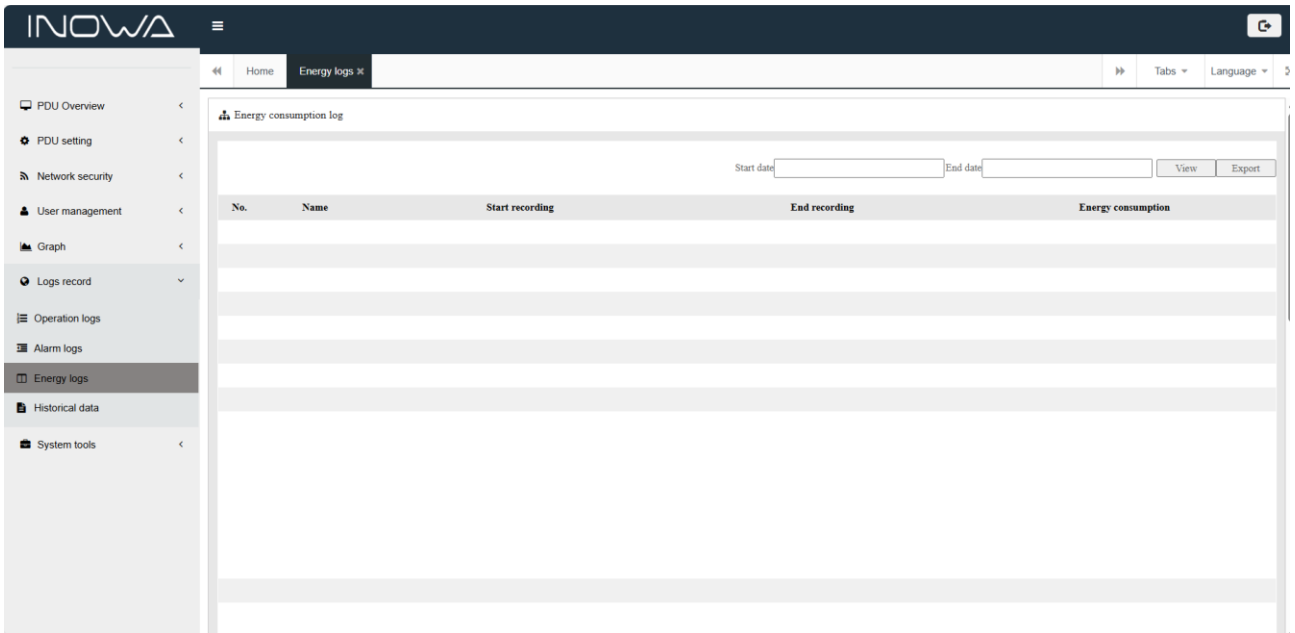 INOWA
Home Energy logs Tabs Language
PDU Overview
PDU setting
Network security
User management
Graph
Logs record
Operation logs
Alarm logs
Energy logs
Historical data
System tools
Energy consumption log
Start date End date View Export
No. Name Start recording End recording Energy consumption